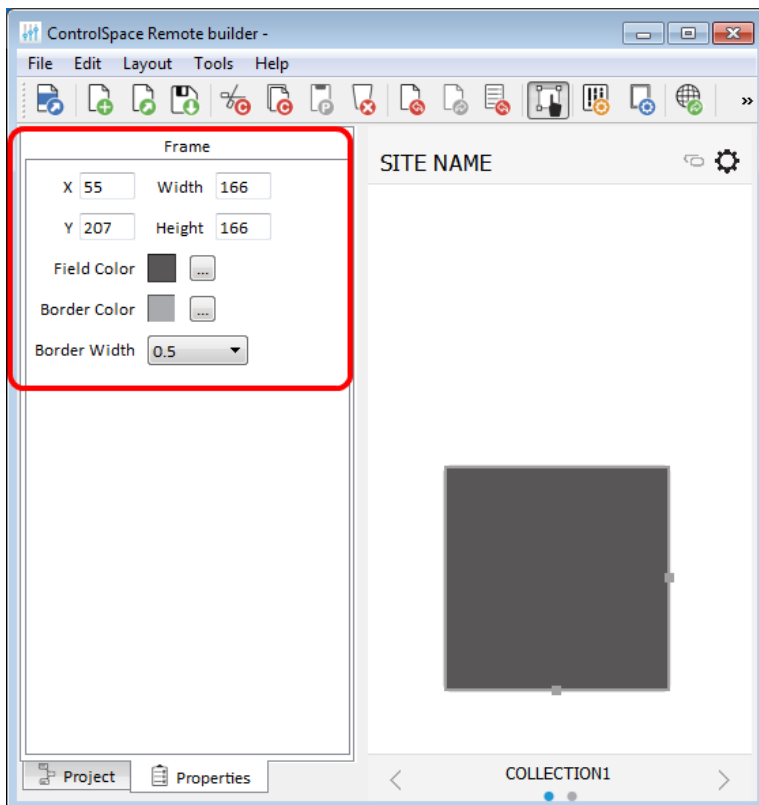 ControlSpace Remote builder -
File Edit Layout Tools Help
»
Frame
X 55 Width 166
Y 207 Height 166
Field Color ...
Border Color ...
Border Width 0.5
SITE NAME
Project Properties
< COLLECTION1 >